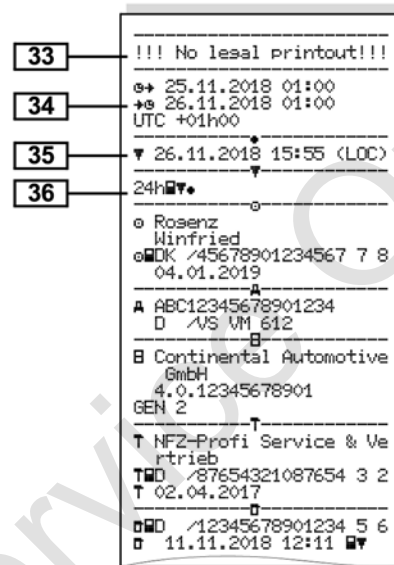 33
!!! No legal printout!!!
25.11.2018 01:00
34
26.11.2018 01:00
UTC +01h00
35
▼ 26.11.2018 15:55 (LOC)
36
24h
Rogenz
Winfried
DK /45678901234567 7 8
04.01.2019
A ABC12345678901234
D /VS VM 612
B Continental Automotive
GmbH
4.0.12345678901
GEN 2
T NFZ-Profi Service & Ve
rtrieb
T D /87654321087654 3 2
T 02.04.2017
D /12345678901234 5 6
11.11.2018 12:11
Service